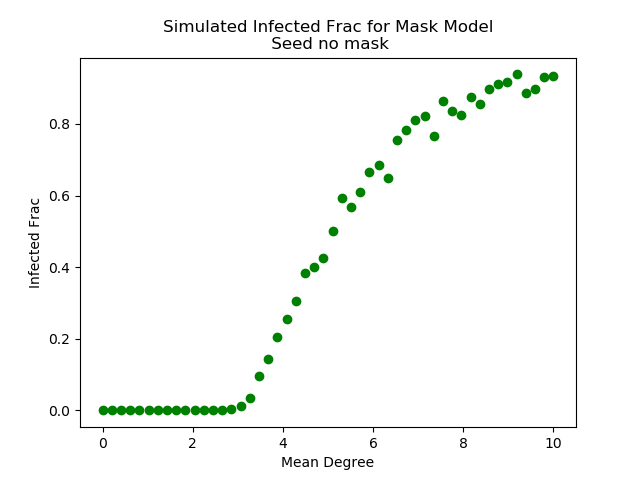 Simulated Infected Frac for Mask Model
Seed no mask
0.8
0.6
0.4
0.2
0.0
Infected Frac
0 2 4 6 8 10
Mean Degree